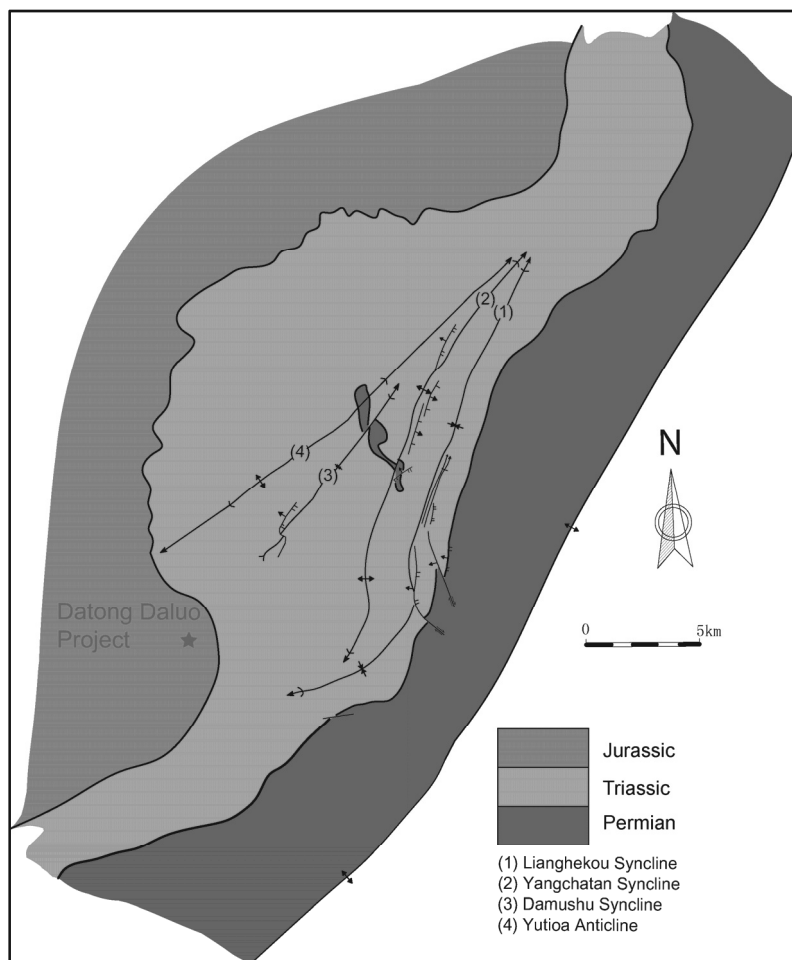 (2)
(1)
(4)
(3)
N
Datong Daluo
Project
0 5km
Jurassic
Triassic
Permian
(1) Lianghekou Syncline
(2) Yangchatan Syncline
(3) Damushu Syncline
(4) Yutioa Anticline